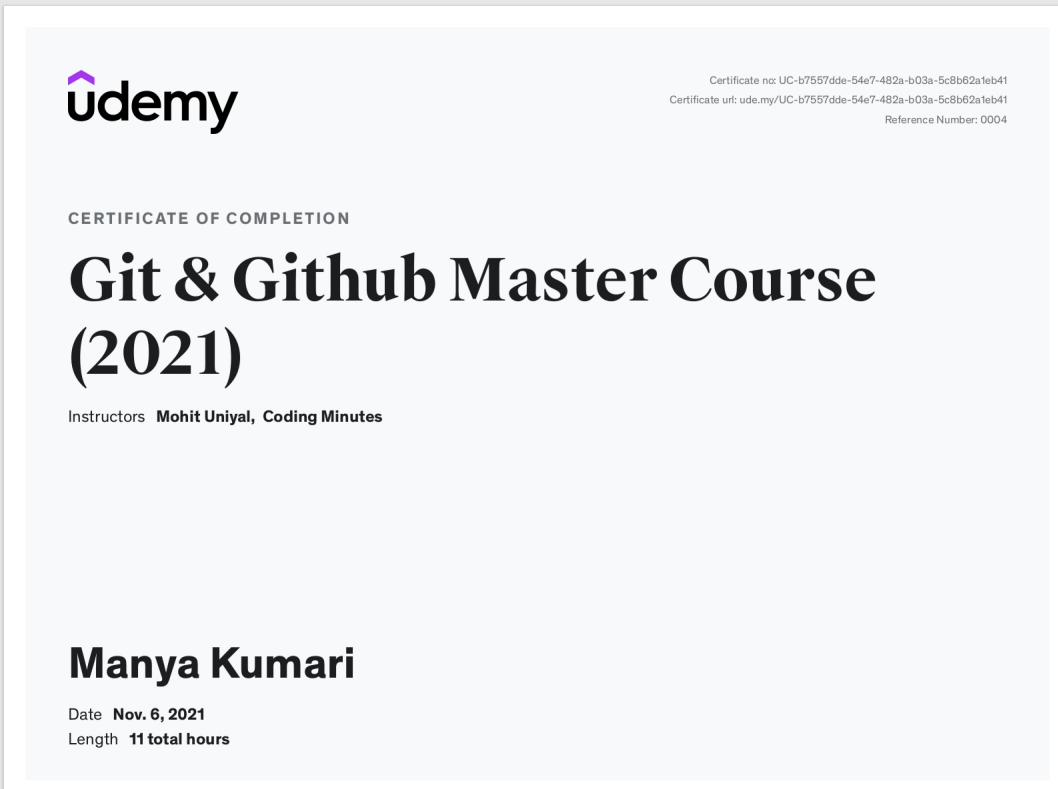 udemy
Certificate no: UC-b7557dde-54e7-482a-b03a-5c8b62a1eb41
Certificate url: ude.my/UC-b7557dde-54e7-482a-b03a-5c8b62a1eb41
Reference Number: 0004
CERTIFICATE OF COMPLETION
Git & Github Master Course
(2021)
Instructors Mohit Uniyal, Coding Minutes
Manya Kumari
Date Nov. 6, 2021
Length 11 total hours